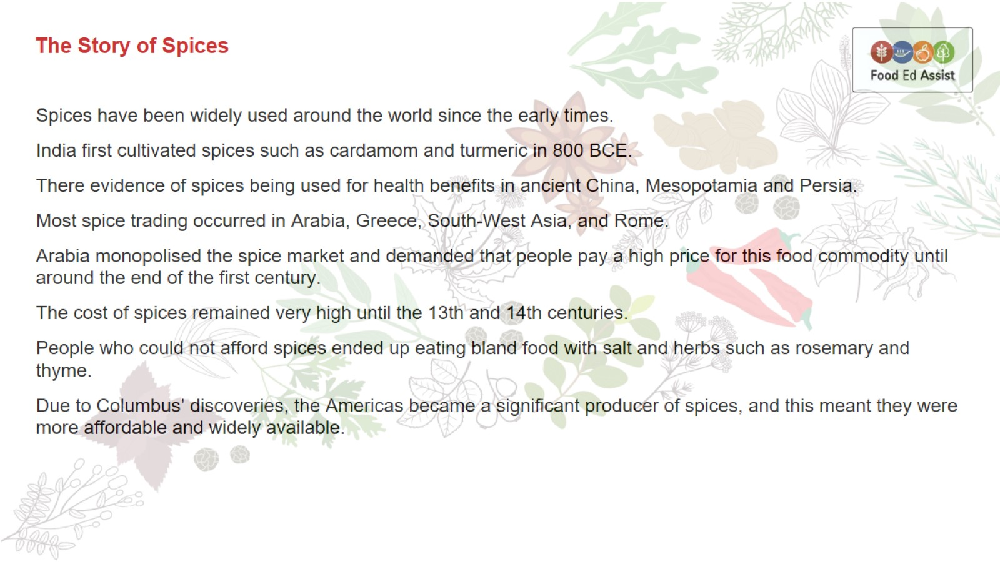 The Story of Spices
Food Ed Assist
Spices have been widely used around the world since the early times.
India first cultivated spices such as cardamom and turmeric in 800 BCE.
There evidence of spices being used for health benefits in ancient China, Mesopotamia and Persia.
Most spice trading occurred in Arabia, Greece, South-West Asia, and Rome.
Arabia monopolised the spice market and demanded that people pay a high price for this food commodity until
around the end of the first century.
The cost of spices remained very high until the 13th and 14th centuries.
People who could not afford spices ended up eating bland food with salt and herbs such as rosemary and
thyme.
Due to Columbus’ discoveries, the Americas became a significant producer of spices, and this meant they were
more affordable and widely available.